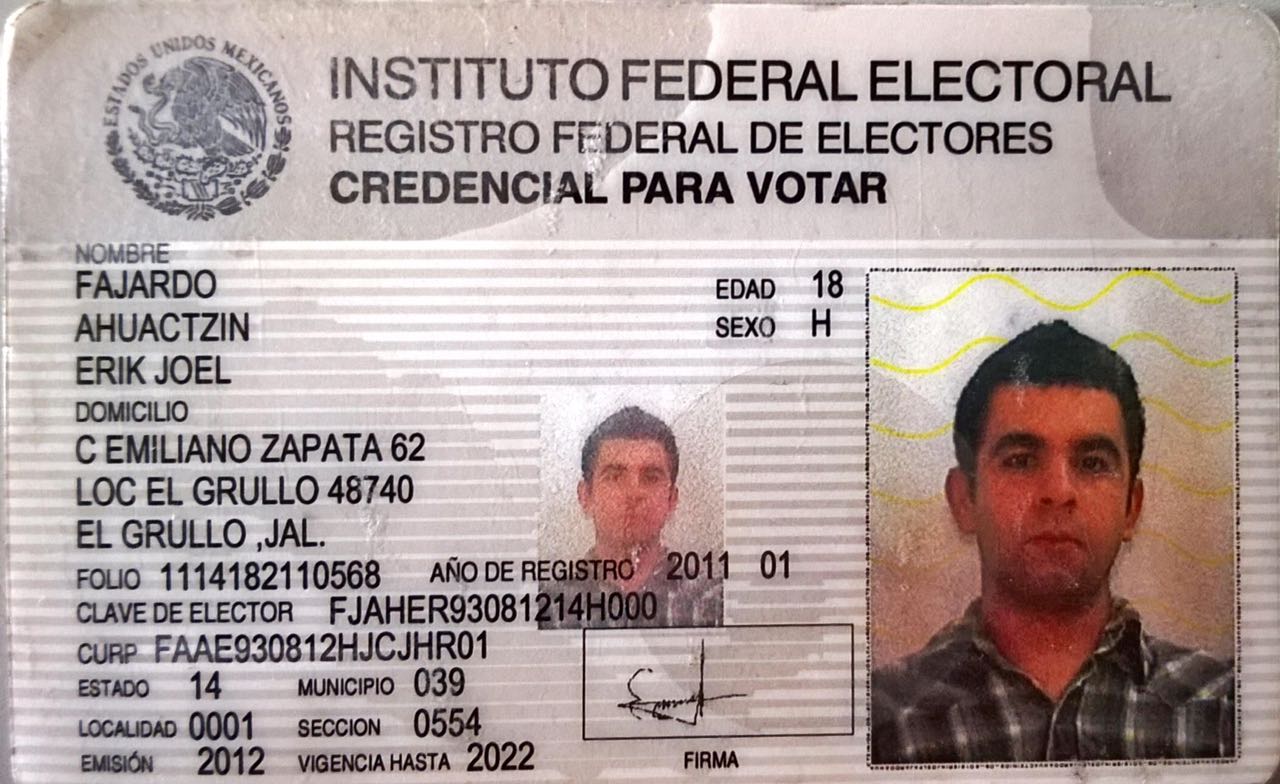 ESTADOS UNIDOS MEXICANOS
INSTITUTO FEDERAL ELECTORAL
REGISTRO FEDERAL DE ELECTORES
CREDENCIAL PARA VOTAR
NOMBRE
FAJARDO
AHUACTZIN
ERIK JOEL
EDAD 18
SEXO H
DOMICILIO
C EMILIANO ZAPATA 62
LOC EL GRULLO 48740
EL GRULLO ,JAL.
FOLIO 1114182110568 AÑO DE REGISTRO 2011 01
CLAVE DE ELECTOR FJAHER93081214H000
CURP FAAE930812HJCJHR01
ESTADO 14 MUNICIPIO 039
LOCALIDAD 0001 SECCION 0554
EMISIÓN 2012 VIGENCIA HASTA 2022 FIRMA